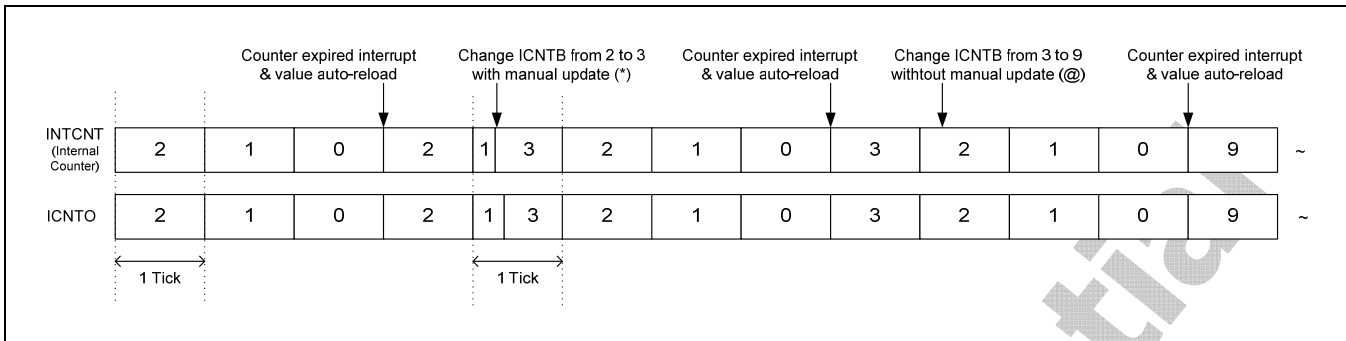 Counter expired interrupt
& value auto-reload
Change ICNTB from 2 to 3
with manual update (*)
Counter expired interrupt
& value auto-reload
Change ICNTB from 3 to 9
withtout manual update (@)
Counter expired interrupt
& value auto-reload
INTCNT
(Internal
Counter)
2 1 0 2 1 3 2 1 0 3 2 1 0 9 ~
ICNTO 2 1 0 2 1 3 2 1 0 3 2 1 0 9 ~
1 Tick 1 Tick